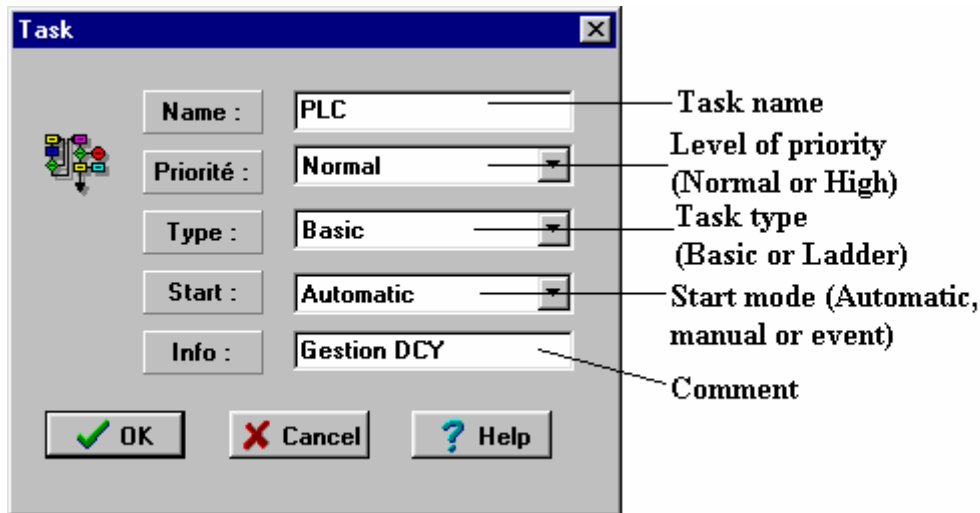 Task
Name :
PLC
Task name
Priorité :
Normal
Level of priority
(Normal or High)
Type :
Basic
Task type
(Basic or Ladder)
Start :
Automatic
Start mode (Automatic,
manual or event)
Info :
Gestion DCY
Comment
OK
Cancel
? Help